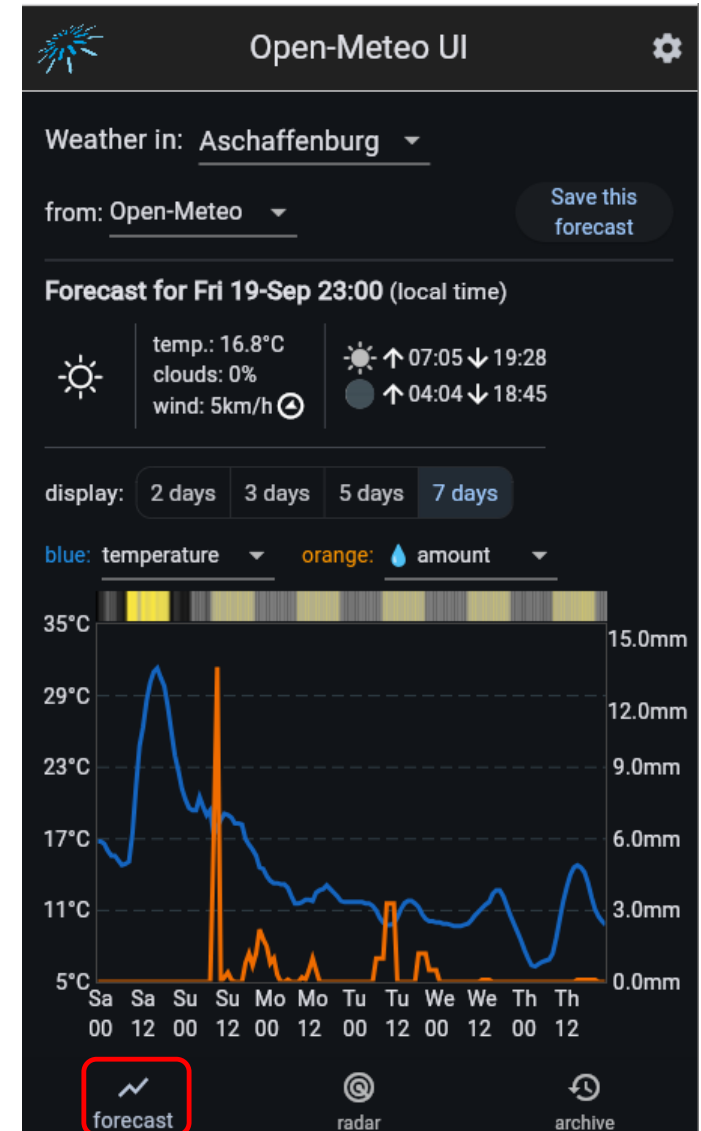 Open-Meteo UI
Weather in: Aschaffenburg
from: Open-Meteo
Save this
forecast
Forecast for Fri 19-Sep 23:00 (local time)
temp.: 16.8°C
clouds: 0%
wind: 5km/h
↑ 07:05 ↓ 19:28
↑ 04:04 ↓ 18:45
display: 2 days 3 days 5 days 7 days
blue: temperature orange: 💧 amount
35°C
15.0mm
29°C
12.0mm
23°C 9.0mm
17°C 6.0mm
11°C 3.0mm
5°C 0.0mm
Sa Sa Su Su Mo Mo Tu Tu We We Th Th
00 12 00 12 00 12 00 12 00 12 00 12
forecast radar archive